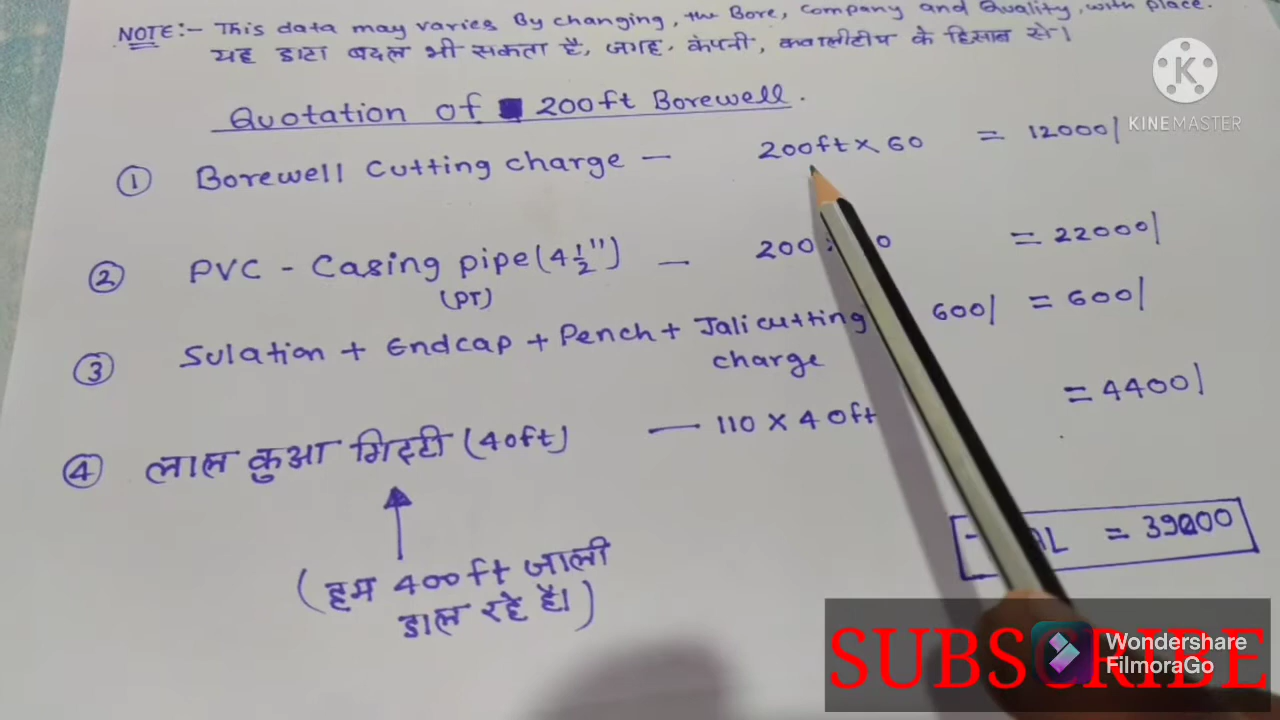 NOTE:- This data may varies By changing, the Bore, Company and Quality, with place.
यह डाटा बदल भी सकता है, जगह, कंपनी, क्वालीटीय के हिसाब से।
KINEMASTER
Quotation of 200ft Borewell.
① Borewell Cutting charge — 200ft x 60 = 12000/
② PVC - Casing pipe (4 1/2") — 200 = 22000/
(PT)
③ Sulation + Endcap + Pench + Jali cutting 600/ = 600/
charge
④ लाल कुआ गिट्टी (40ft) — 110 x 40ft = 4400/
(हम 400ft जाली
डाल रहे है।)
= 39000
SUBSCRIBE
Wondershare
FilmoraGo